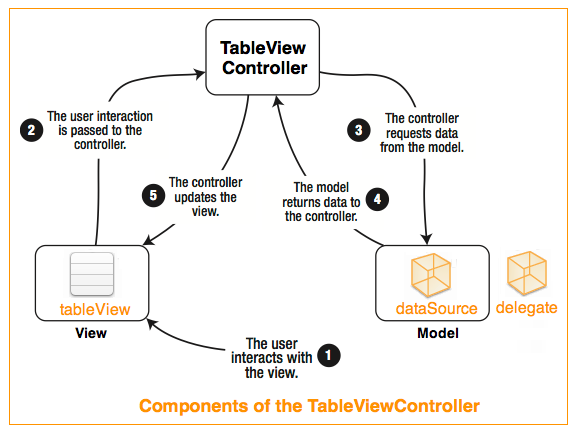 TableView
Controller
2
The user interaction
is passed to the
controller.
3
The controller
requests data
from the model.
5
The controller
updates the
view.
The model
returns data to
the controller.
4
tableView
View
dataSource
Model
delegate
The user
interacts with
the view.
1
Components of the TableViewController